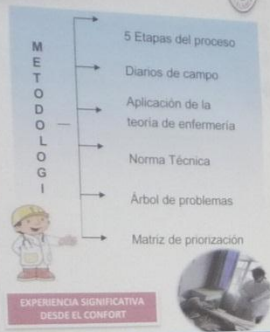 METODOLOGI
5 Etapas del proceso
Diarios de campo
Aplicación de la
teoría de enfermería
Norma Técnica
Árbol de problemas
Matriz de priorización
EXPERIENCIA SIGNIFICATIVA
DESDE EL CONFORT